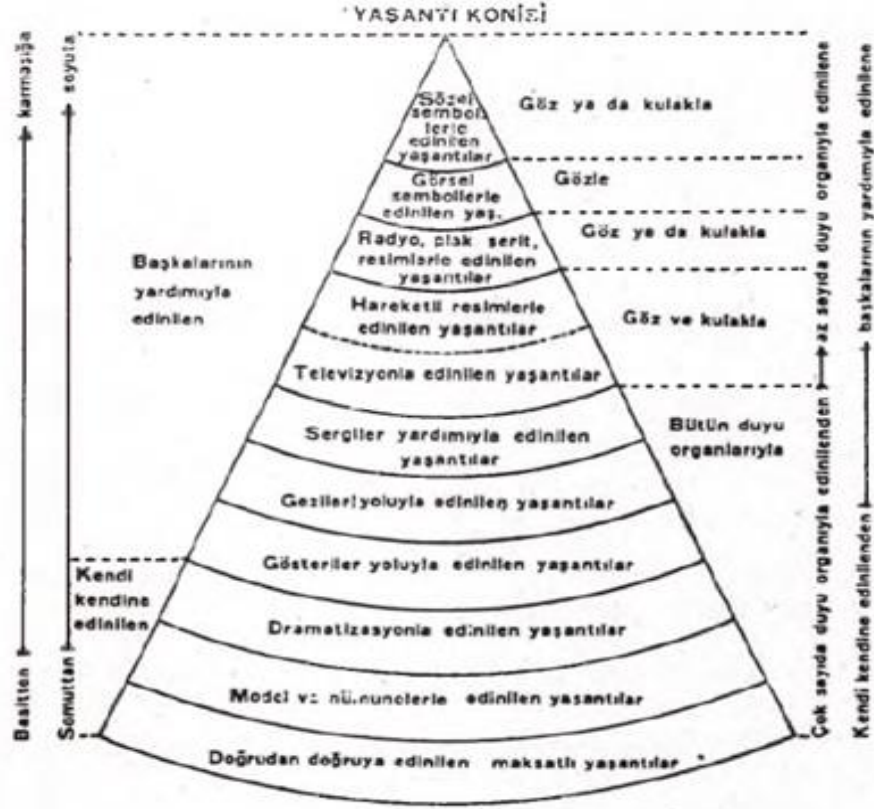 YAŞANTI KONİSİ
Sözel
sembol
lerle
edinilen
yaşantılar
Göz ya da kulakla
Görsel
sembollerle
edinilen yaş.
Gözle
Radyo, plak şerit,
resimlerle edinilen
yaşantılar
Göz ya da kulakla
Hareketli resimlerle
edinilen yaşantılar
Göz ve kulakla
Televizyonla edinilen yaşantılar
Sergiler yardımıyla edinilen
yaşantılar
Bütün duyu
organlarıyla
Gezileri yoluyla edinilen yaşantılar
Gösteriler yoluyla edinilen yaşantılar
Dramatizasyonla edinilen yaşantılar
Model ve edinilen yaşantılar
Doğrudan doğruya edinilen maksatlı yaşantılar
Başkalarının
yardımıyla
edinilen
Kendi
kendine
edinilen
Basitten
karmaşığa
Somuttan
soyuta
Çok sayıda duyu organıyla edinilenden
az sayıda duyu organıyla edinilene
Kendi kendine edinilenden
başkalarının yardımıyla edinilene